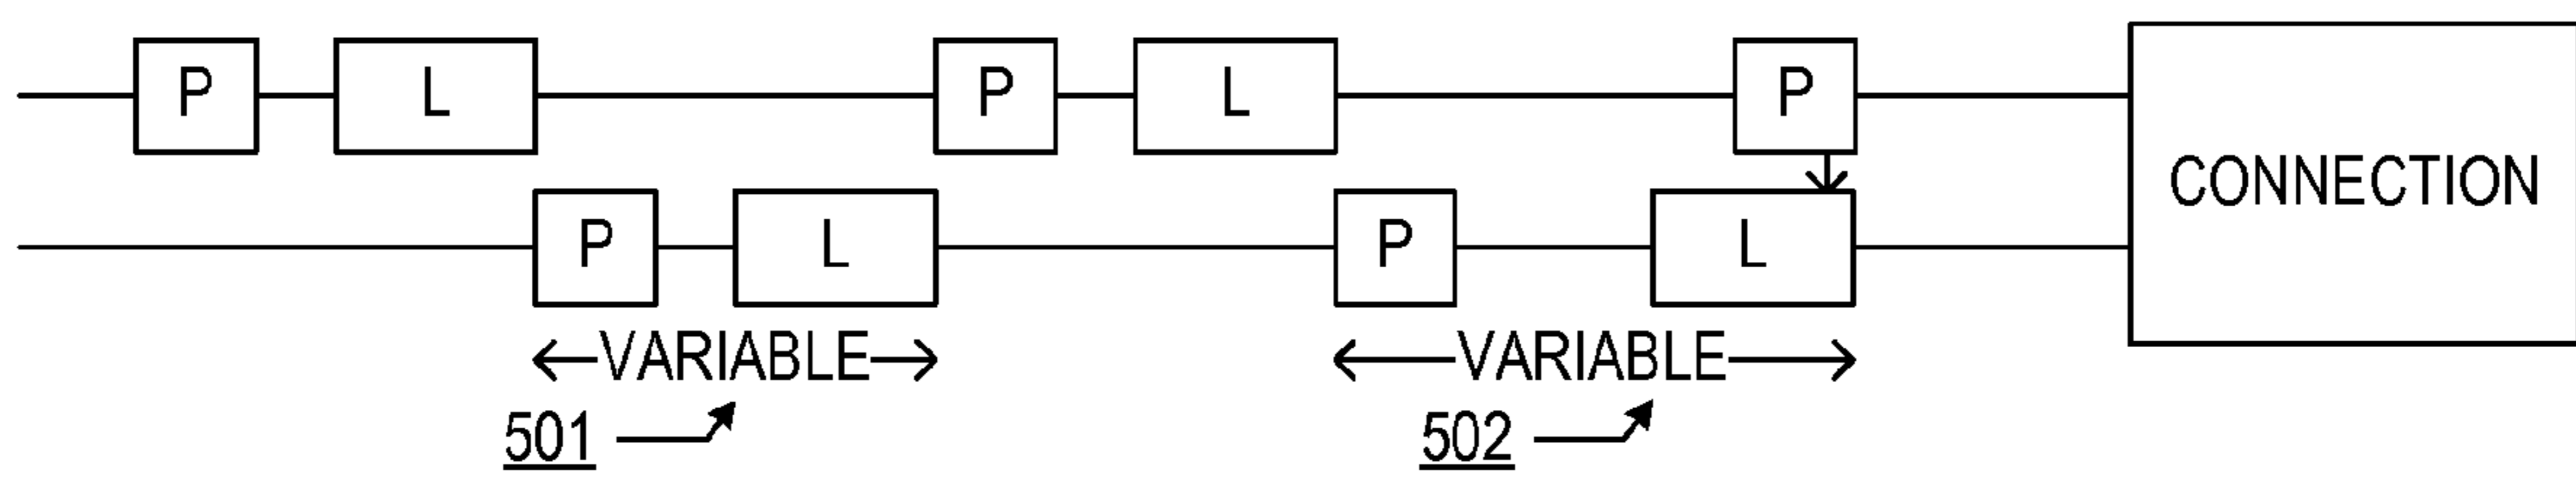 P L P L P
CONNECTION
P L P L
VARIABLE VARIABLE
501 502